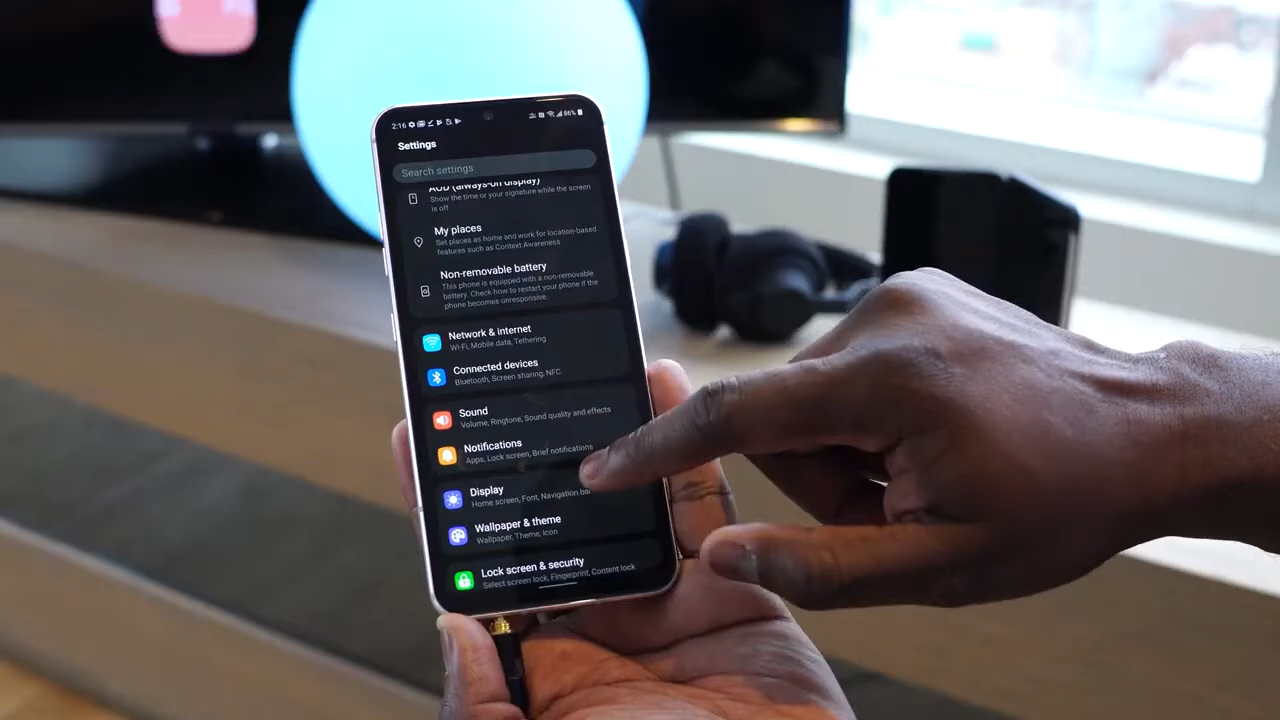 2:16
86%
Settings
Search settings
AOD (always-on display)
Show the time or your signature while the screen
is off
My places
Set places as home and work for location-based
features such as Context Awareness
Non-removable battery
This phone is equipped with a non-removable
battery. Check how to restart your phone if the
phone becomes unresponsive.
Network & internet
Wi-Fi, Mobile data, Tethering
Connected devices
Bluetooth, Screen sharing, NFC
Sound
Volume, Ringtone, Sound quality and effects
Notifications
Apps, Lock screen, Brief notifications
Display
Home screen, Font, Navigation bar
Wallpaper & theme
Wallpaper, Theme, Icon
Lock screen & security
Select screen lock, Fingerprint, Content lock